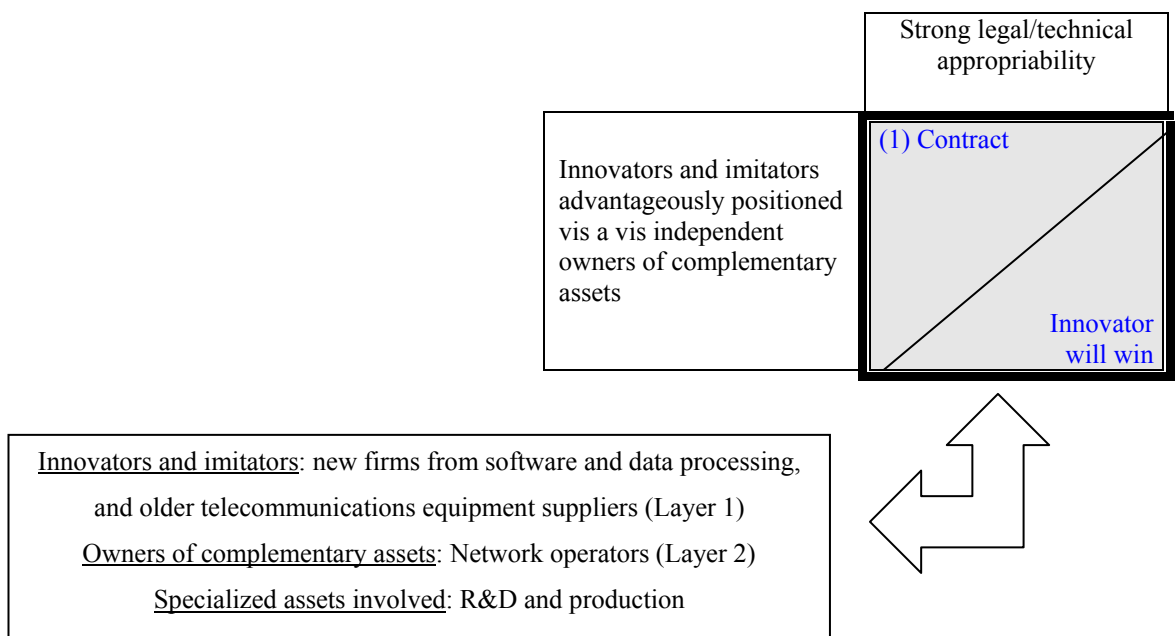 Strong legal/technical
appropriability
Innovators and imitators
advantageously positioned
vis a vis independent
owners of complementary
assets
(1) Contract
Innovator
will win
Innovators and imitators: new firms from software and data processing,
and older telecommunications equipment suppliers (Layer 1)
Owners of complementary assets: Network operators (Layer 2)
Specialized assets involved: R&D and production